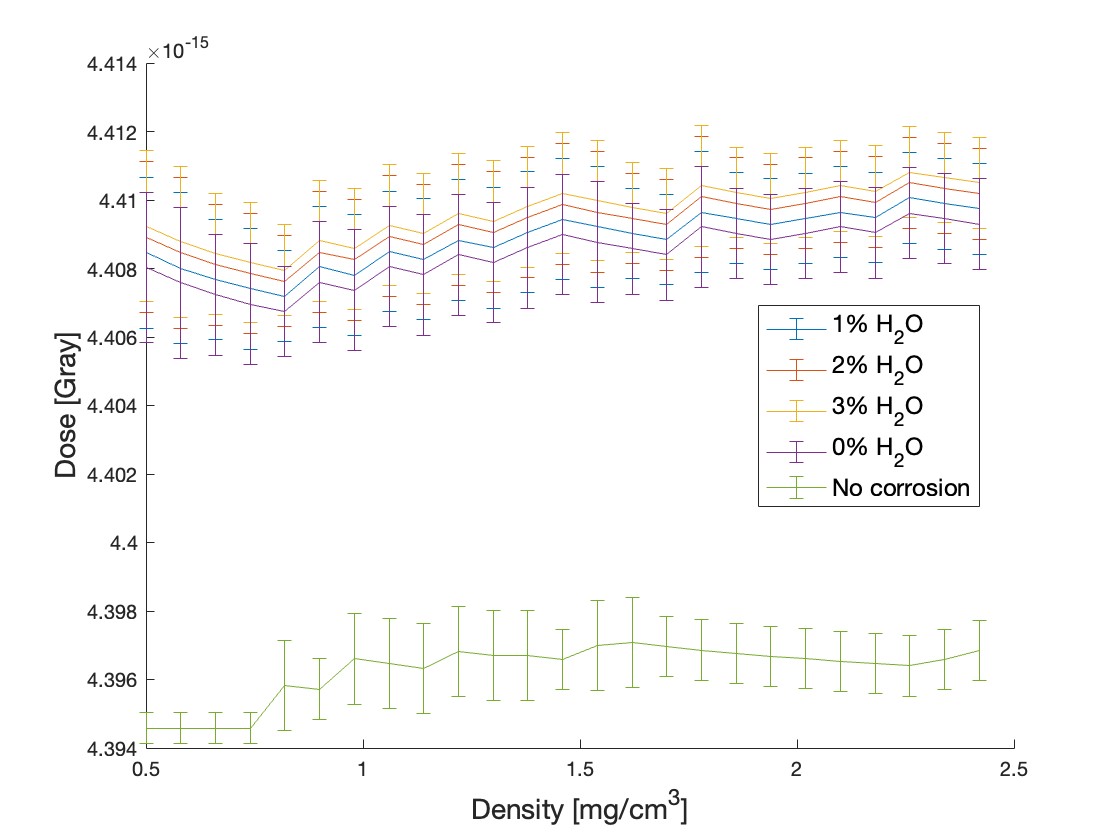 ×10⁻¹⁵
4.414
4.412
4.41
4.408
4.406
4.404
4.402
4.4
4.398
4.396
4.394
Dose [Gray]
1% H₂O
2% H₂O
3% H₂O
0% H₂O
No corrosion
0.5 1 1.5 2 2.5
Density [mg/cm³]